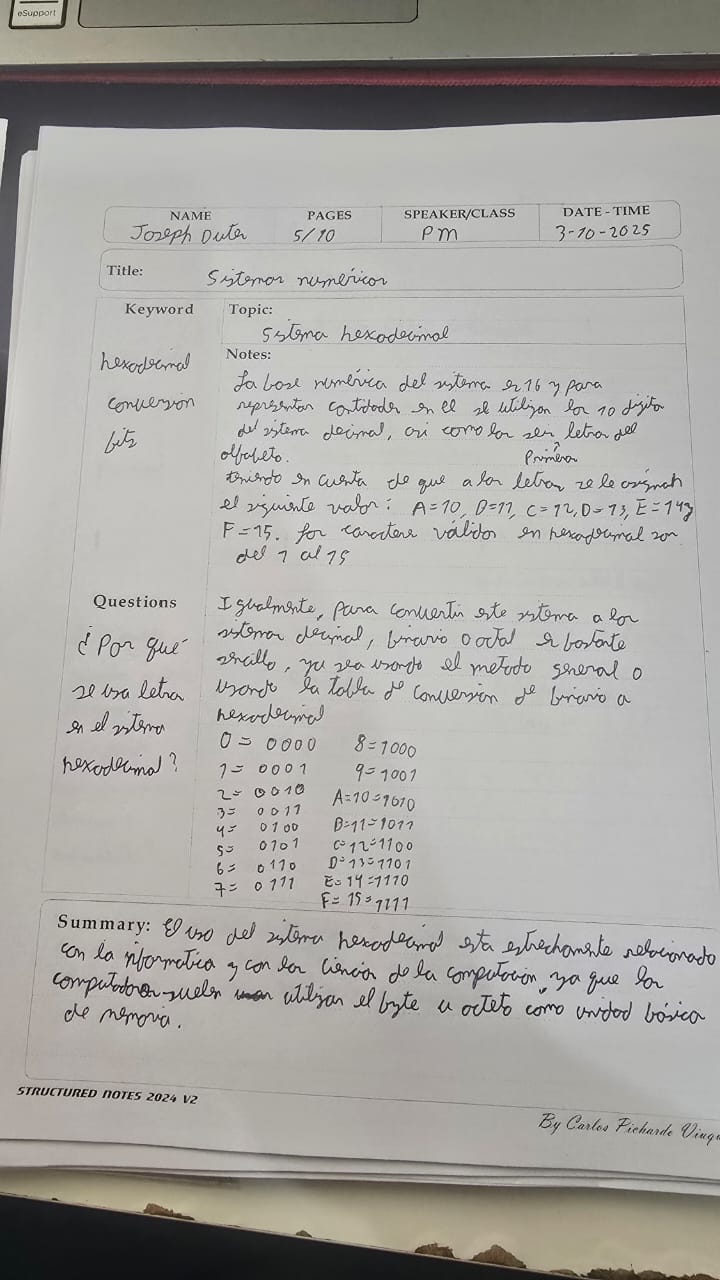 eSupport
NAME PAGES SPEAKER/CLASS DATE - TIME
Joseph Duter 5/10 PM 3-10-2025
Title: Sistemas numéricos
Keyword
hexadecimal
conversion
bits
Topic:
Sistema hexadecimal
Notes:
La base numérica del sistema es 16 y para
representar cantidades en el se utilizan los 10 digitos
del sistema decimal, asi como las seis letras del
alfabeto. Primera
teniendo en cuenta de que a las letras se le asignan
el siguiente valor: A=10, B=11, C=12, D=13, E=14 y
F=15. los caracteres válidos en hexadecimal son
del 1 al 15
Questions
¿Por qué
se usa letra
en el sistema
hexadecimal?
Igualmente, para convertir este sistema a los
sistemas decimal, binario o octal es bastante
sencillo, ya sea usando el metodo general o
usando la tabla de conversion de binario a
hexadecimal
0 = 0000 8=1000
1= 0001 9=1001
2= 0010 A=10=1010
3= 0011 B=11=1011
4= 0100 C=12=1100
5= 0101 D=13=1101
6= 0110 E=14=1110
7= 0111 F=15=1111
Summary: El uso del sistema hexadecimal esta estrechamente relacionado
con la informatica y con las ciencias de la computacion, ya que las
computadoras suelen utilizar el byte u octeto como unidad básica
de memoria.
STRUCTURED NOTES 2024 V2
By Carlos Pichardo